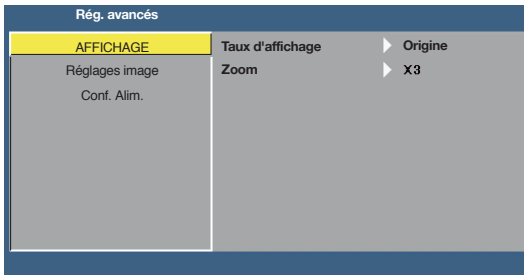 Rég. avancés
AFFICHAGE
Réglages image
Conf. Alim.
Taux d'affichage Origine
Zoom X3